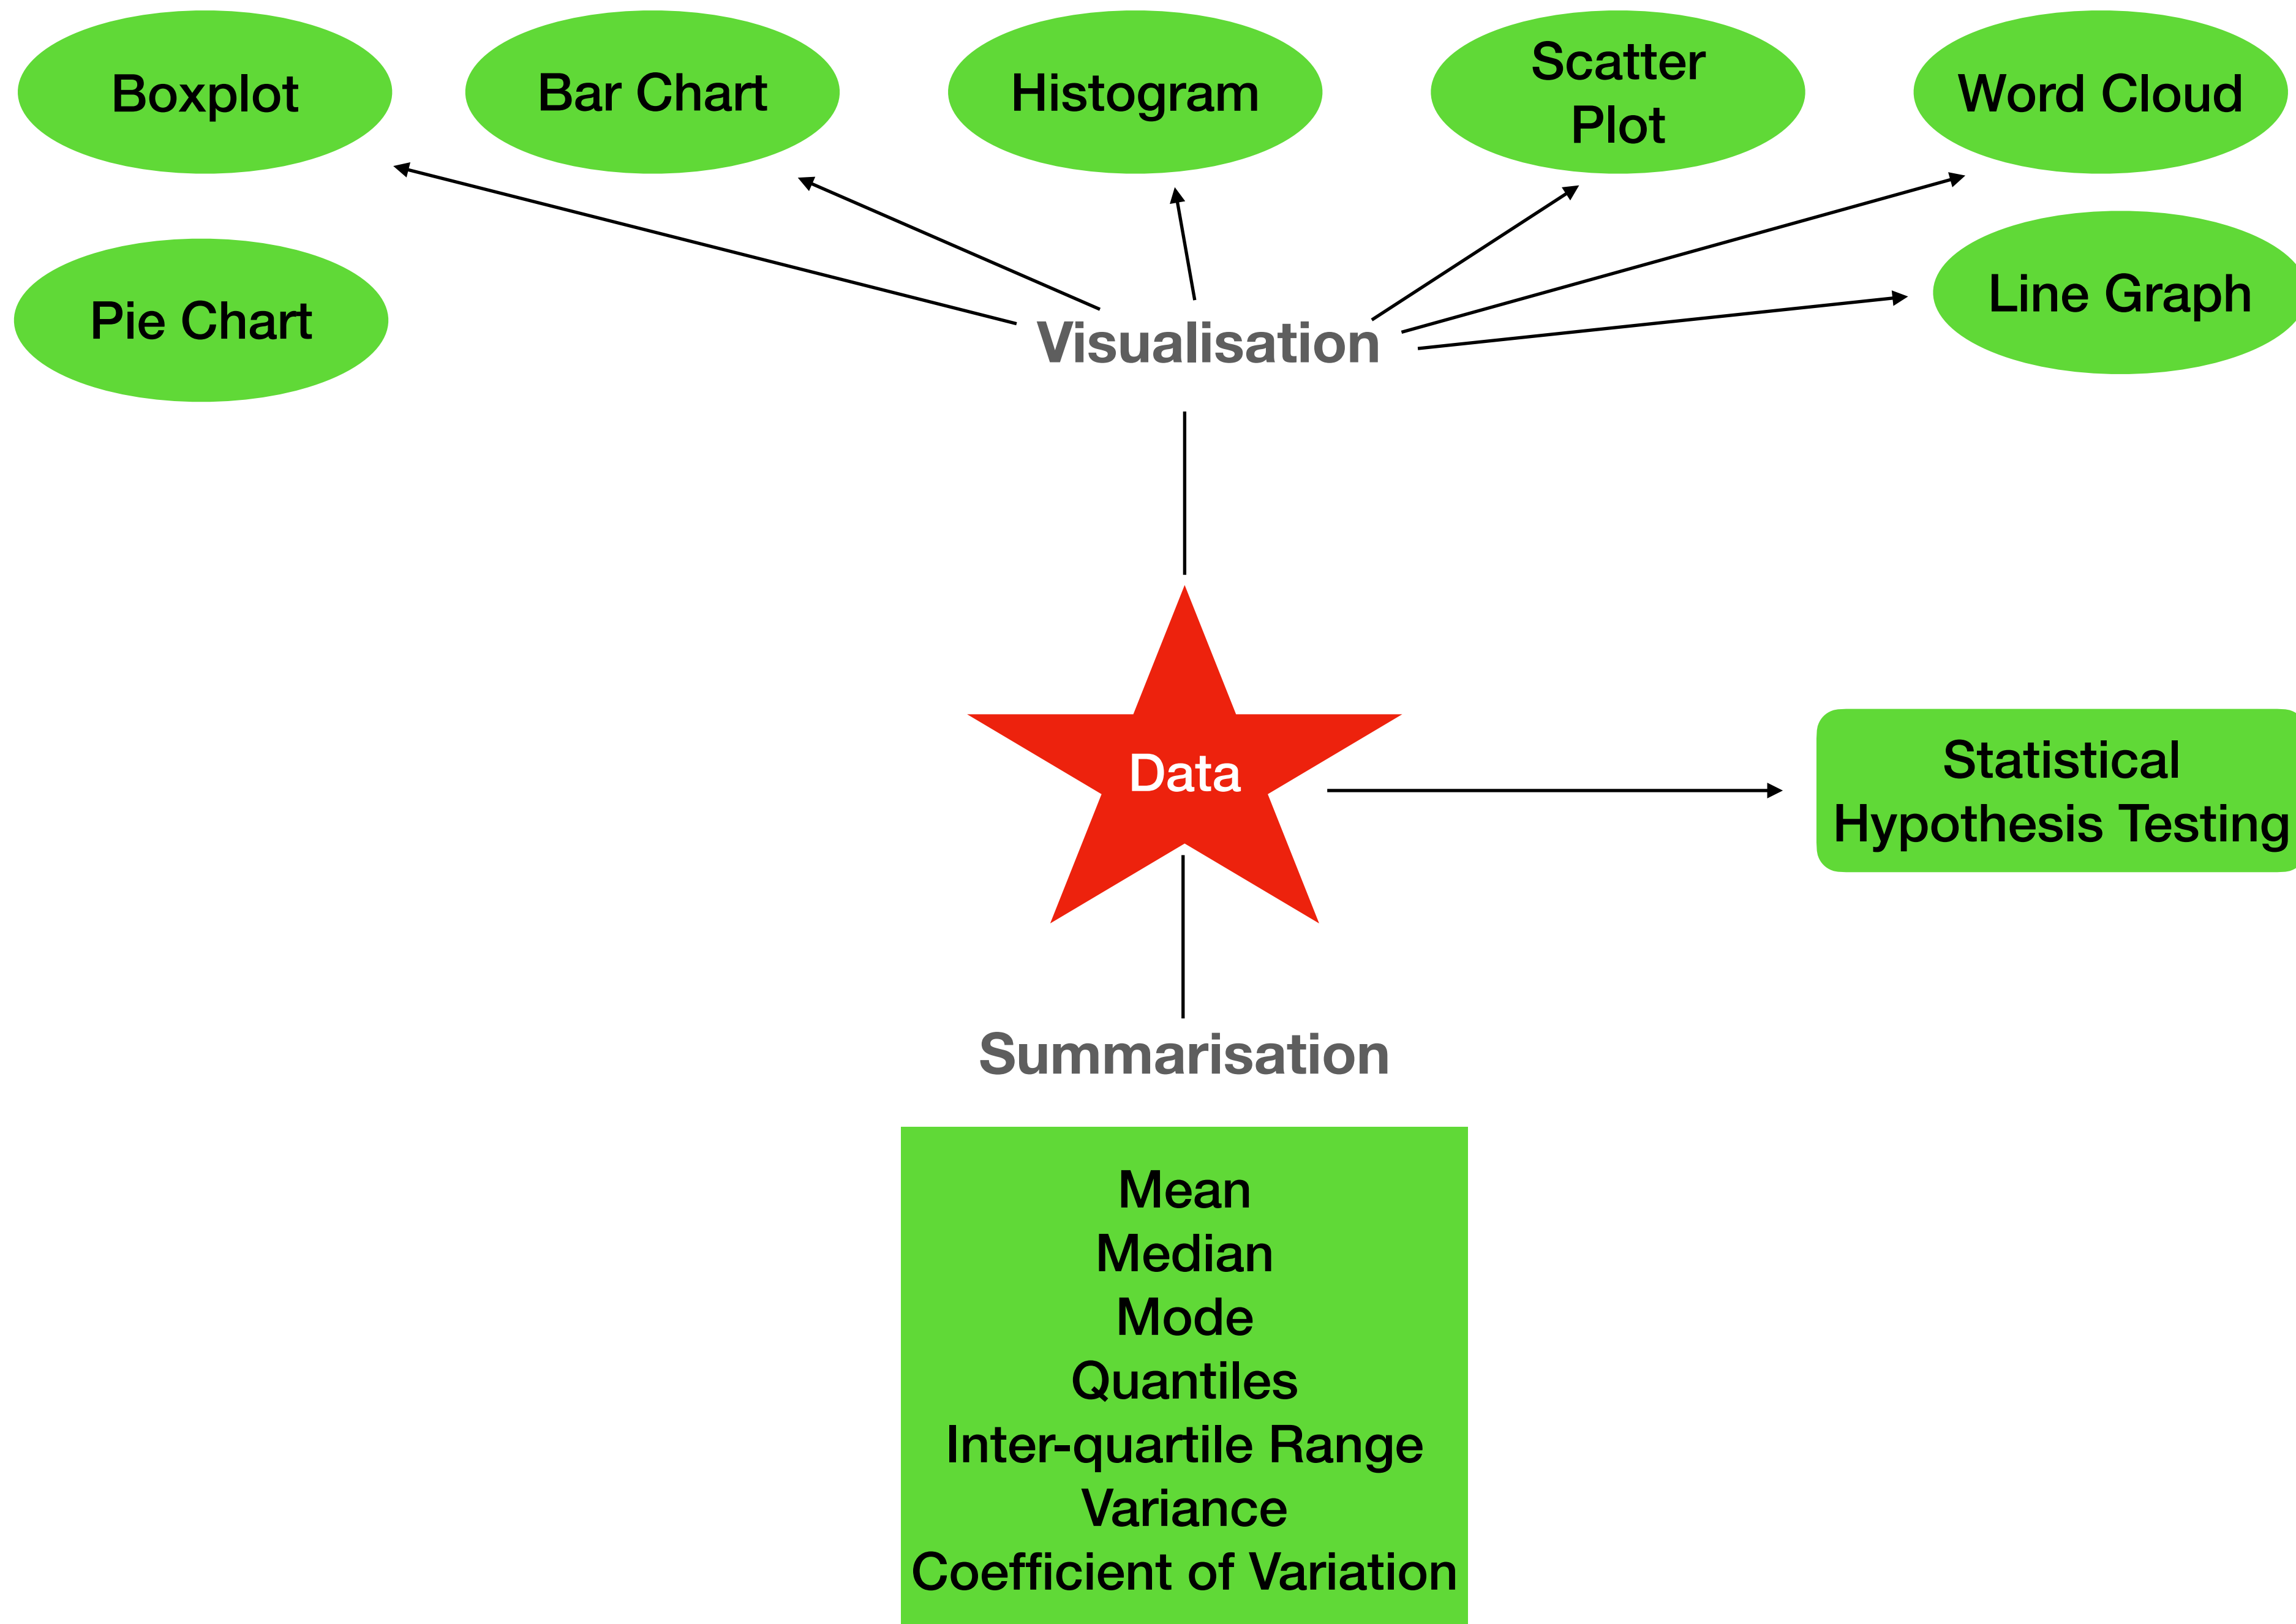 Boxplot
Bar Chart
Histogram
Scatter
Plot
Word Cloud
Pie Chart
Line Graph
Visualisation
Data
Statistical
Hypothesis Testing
Summarisation
Mean
Median
Mode
Quantiles
Inter-quartile Range
Variance
Coefficient of Variation